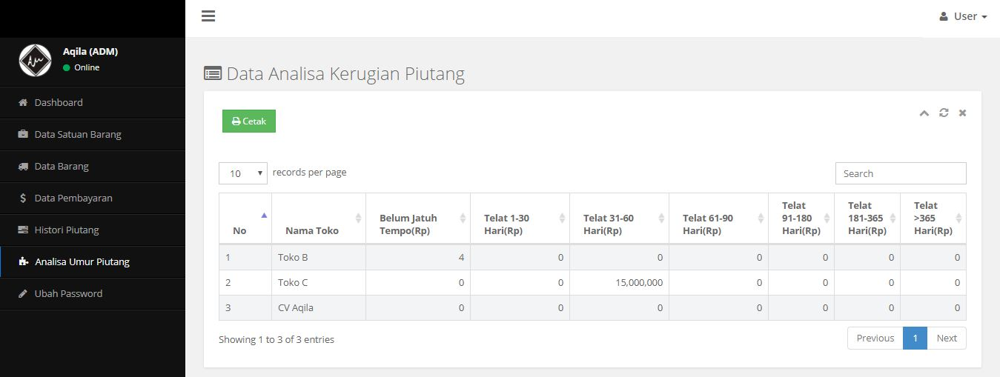 User
Aqila (ADM)
Online
Dashboard
Data Satuan Barang
Data Barang
Data Pembayaran
Histori Piutang
Analisa Umur Piutang
Ubah Password
Data Analisa Kerugian Piutang
Cetak
10 records per page
Search
No Nama Toko Belum Jatuh Tempo(Rp) Telat 1-30 Hari(Rp) Telat 31-60 Hari(Rp) Telat 61-90 Hari(Rp) Telat 91-180 Hari(Rp) Telat 181-365 Hari(Rp) Telat >365 Hari(Rp)
1 Toko B 4 0 0 0 0 0 0
2 Toko C 0 0 15,000,000 0 0 0 0
3 CV Aqila 0 0 0 0 0 0 0
Showing 1 to 3 of 3 entries
Previous 1 Next